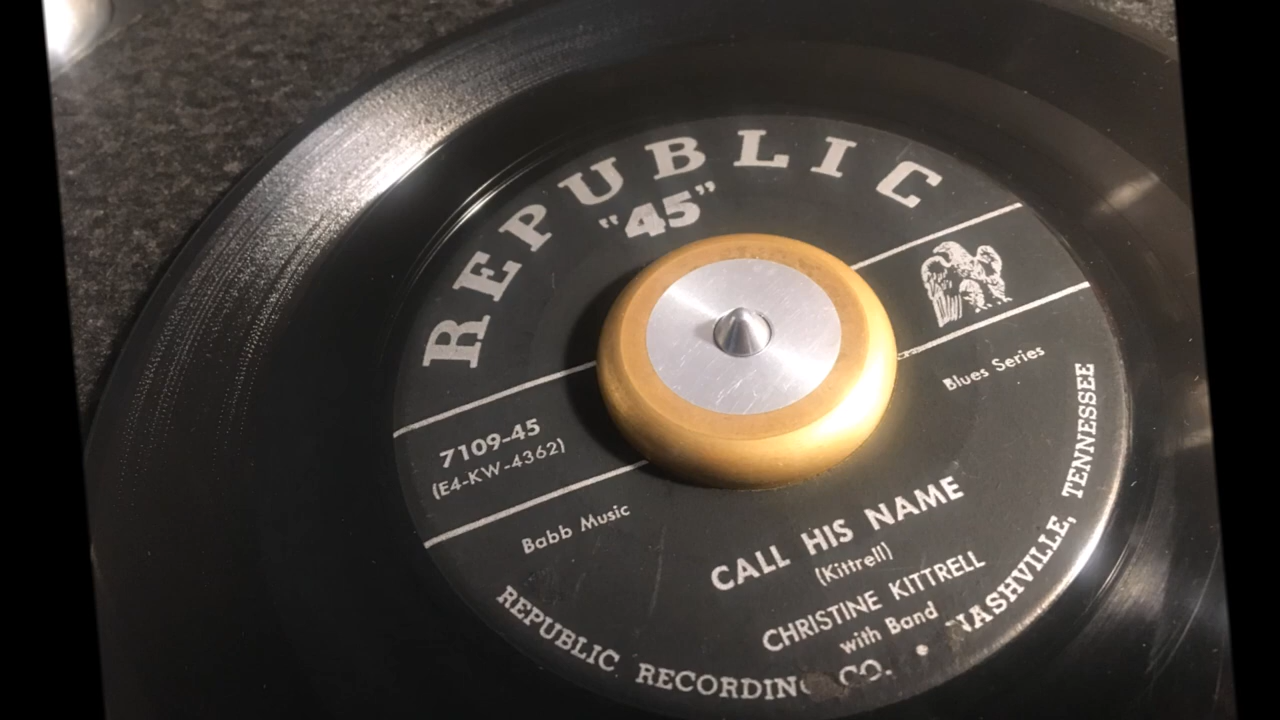 REPUBLIC
"45"
7109-45
(E4-KW-4362)
Blues Series
Babb Music
CALL HIS NAME
(Kittrell)
CHRISTINE KITTRELL
with Band
REPUBLIC RECORDING CO. • NASHVILLE, TENNESSEE